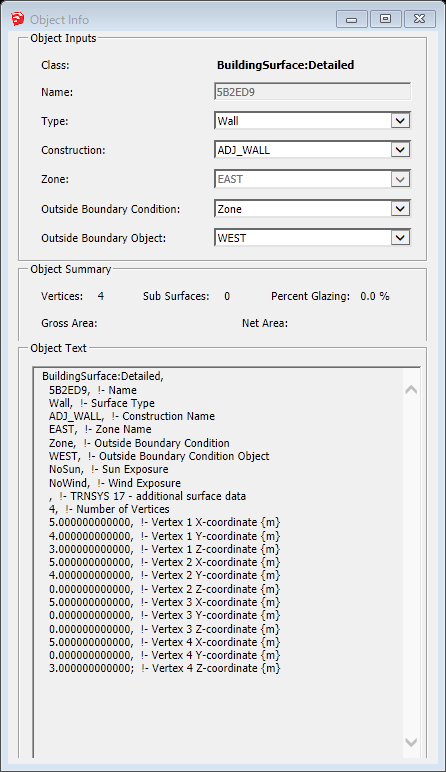 Object Info
Object Inputs
Class: BuildingSurface:Detailed
Name: 5B2ED9
Type: Wall
Construction: ADJ_WALL
Zone: EAST
Outside Boundary Condition: Zone
Outside Boundary Object: WEST
Object Summary
Vertices: 4 Sub Surfaces: 0 Percent Glazing: 0.0 %
Gross Area: Net Area:
Object Text
BuildingSurface:Detailed,
5B2ED9, !- Name
Wall, !- Surface Type
ADJ_WALL, !- Construction Name
EAST, !- Zone Name
Zone, !- Outside Boundary Condition
WEST, !- Outside Boundary Condition Object
NoSun, !- Sun Exposure
NoWind, !- Wind Exposure
, !- TRNSYS 17 - additional surface data
4, !- Number of Vertices
5.000000000000, !- Vertex 1 X-coordinate {m}
4.000000000000, !- Vertex 1 Y-coordinate {m}
3.000000000000, !- Vertex 1 Z-coordinate {m}
5.000000000000, !- Vertex 2 X-coordinate {m}
4.000000000000, !- Vertex 2 Y-coordinate {m}
0.000000000000, !- Vertex 2 Z-coordinate {m}
5.000000000000, !- Vertex 3 X-coordinate {m}
0.000000000000, !- Vertex 3 Y-coordinate {m}
0.000000000000, !- Vertex 3 Z-coordinate {m}
5.000000000000, !- Vertex 4 X-coordinate {m}
0.000000000000, !- Vertex 4 Y-coordinate {m}
3.000000000000; !- Vertex 4 Z-coordinate {m}